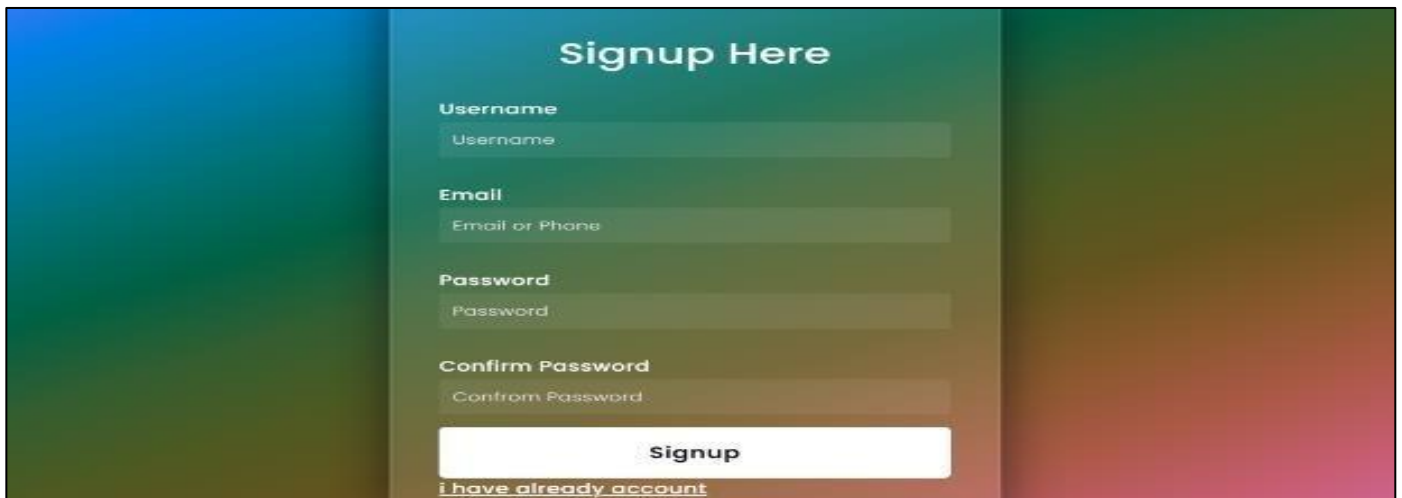 Signup Here
Username
Username
Email
Email or Phone
Password
Password
Confirm Password
Confrom Password
Signup
i have already account